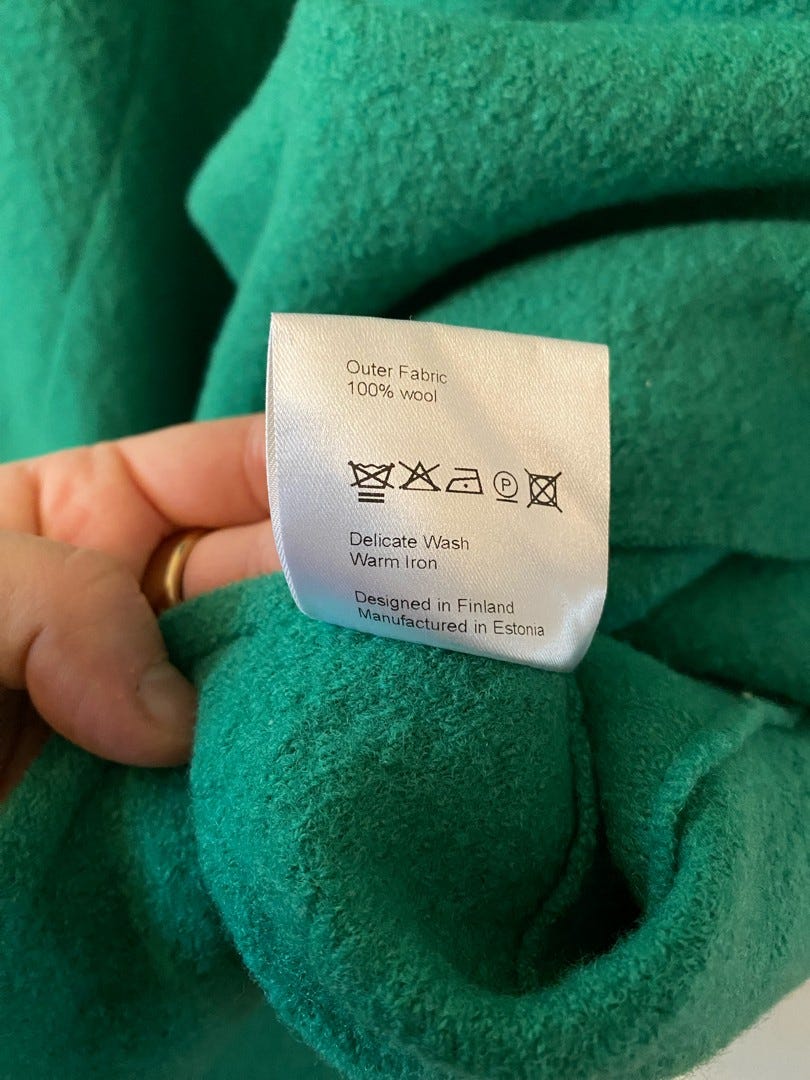 Outer Fabric
100% wool
P
Delicate Wash
Warm Iron
Designed in Finland
Manufactured in Estonia